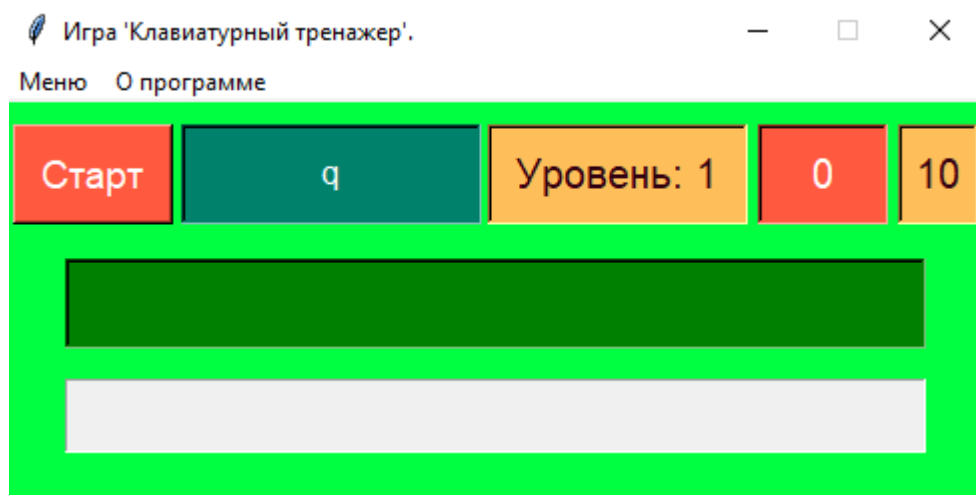 Игра 'Клавиатурный тренажер'.
Меню О программе
Старт q Уровень: 1 0 10